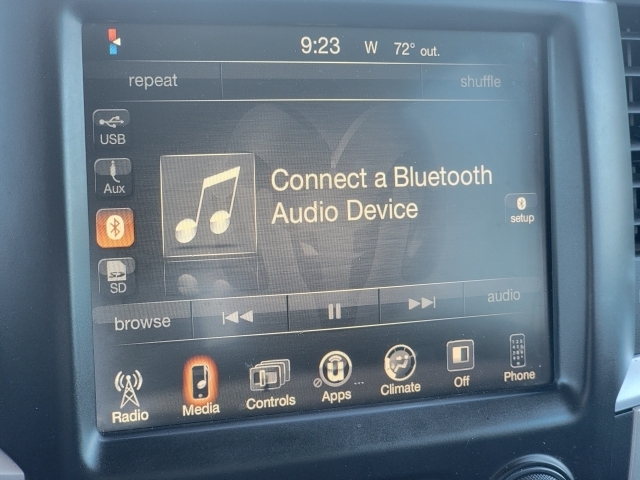 9:23 W 72° out.
repeat shuffle
USB
Aux
Connect a Bluetooth
Audio Device
setup
SD
browse audio
Radio Media Controls Apps ... Climate Off Phone